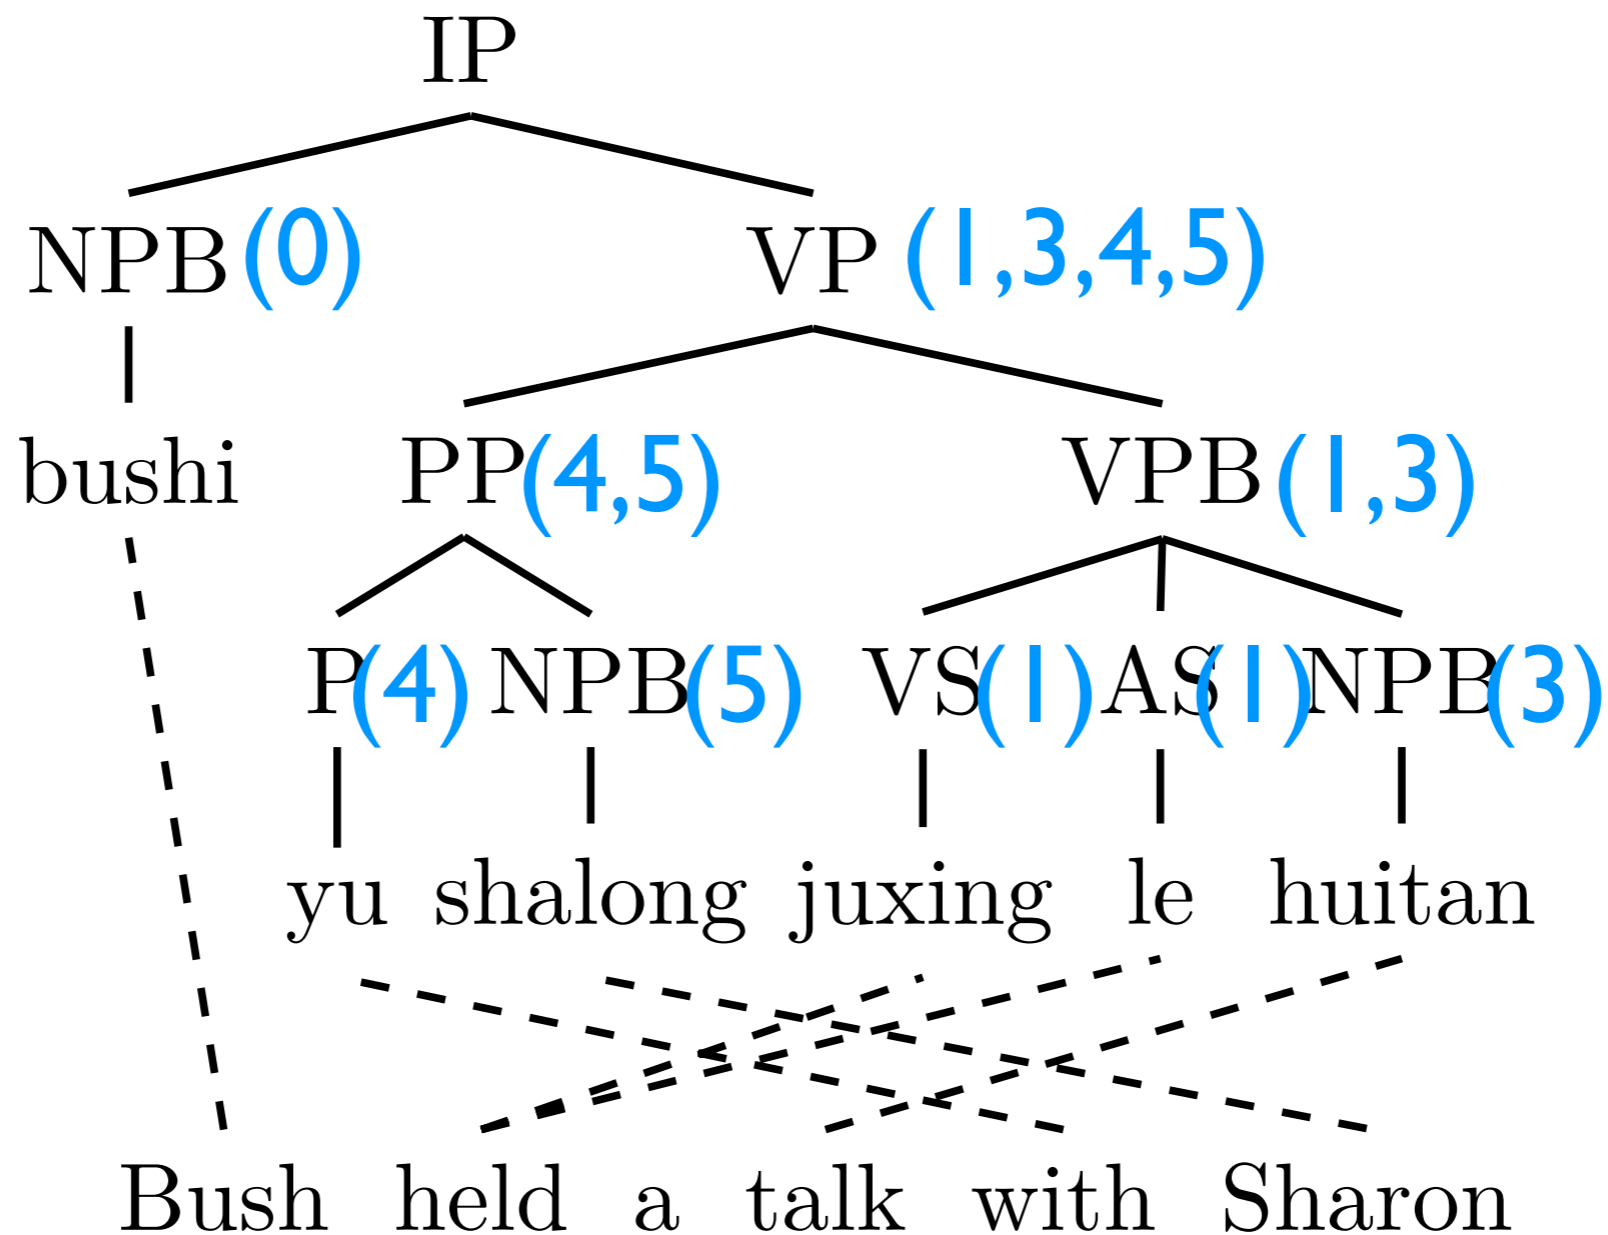 IP
NPB (0) VP (1,3,4,5)
bushi PP (4,5) VPB (1,3)
P (4) NPB (5) VS (1) AS (1) NPB (3)
yu shalong juxing le huitan
Bush held a talk with Sharon